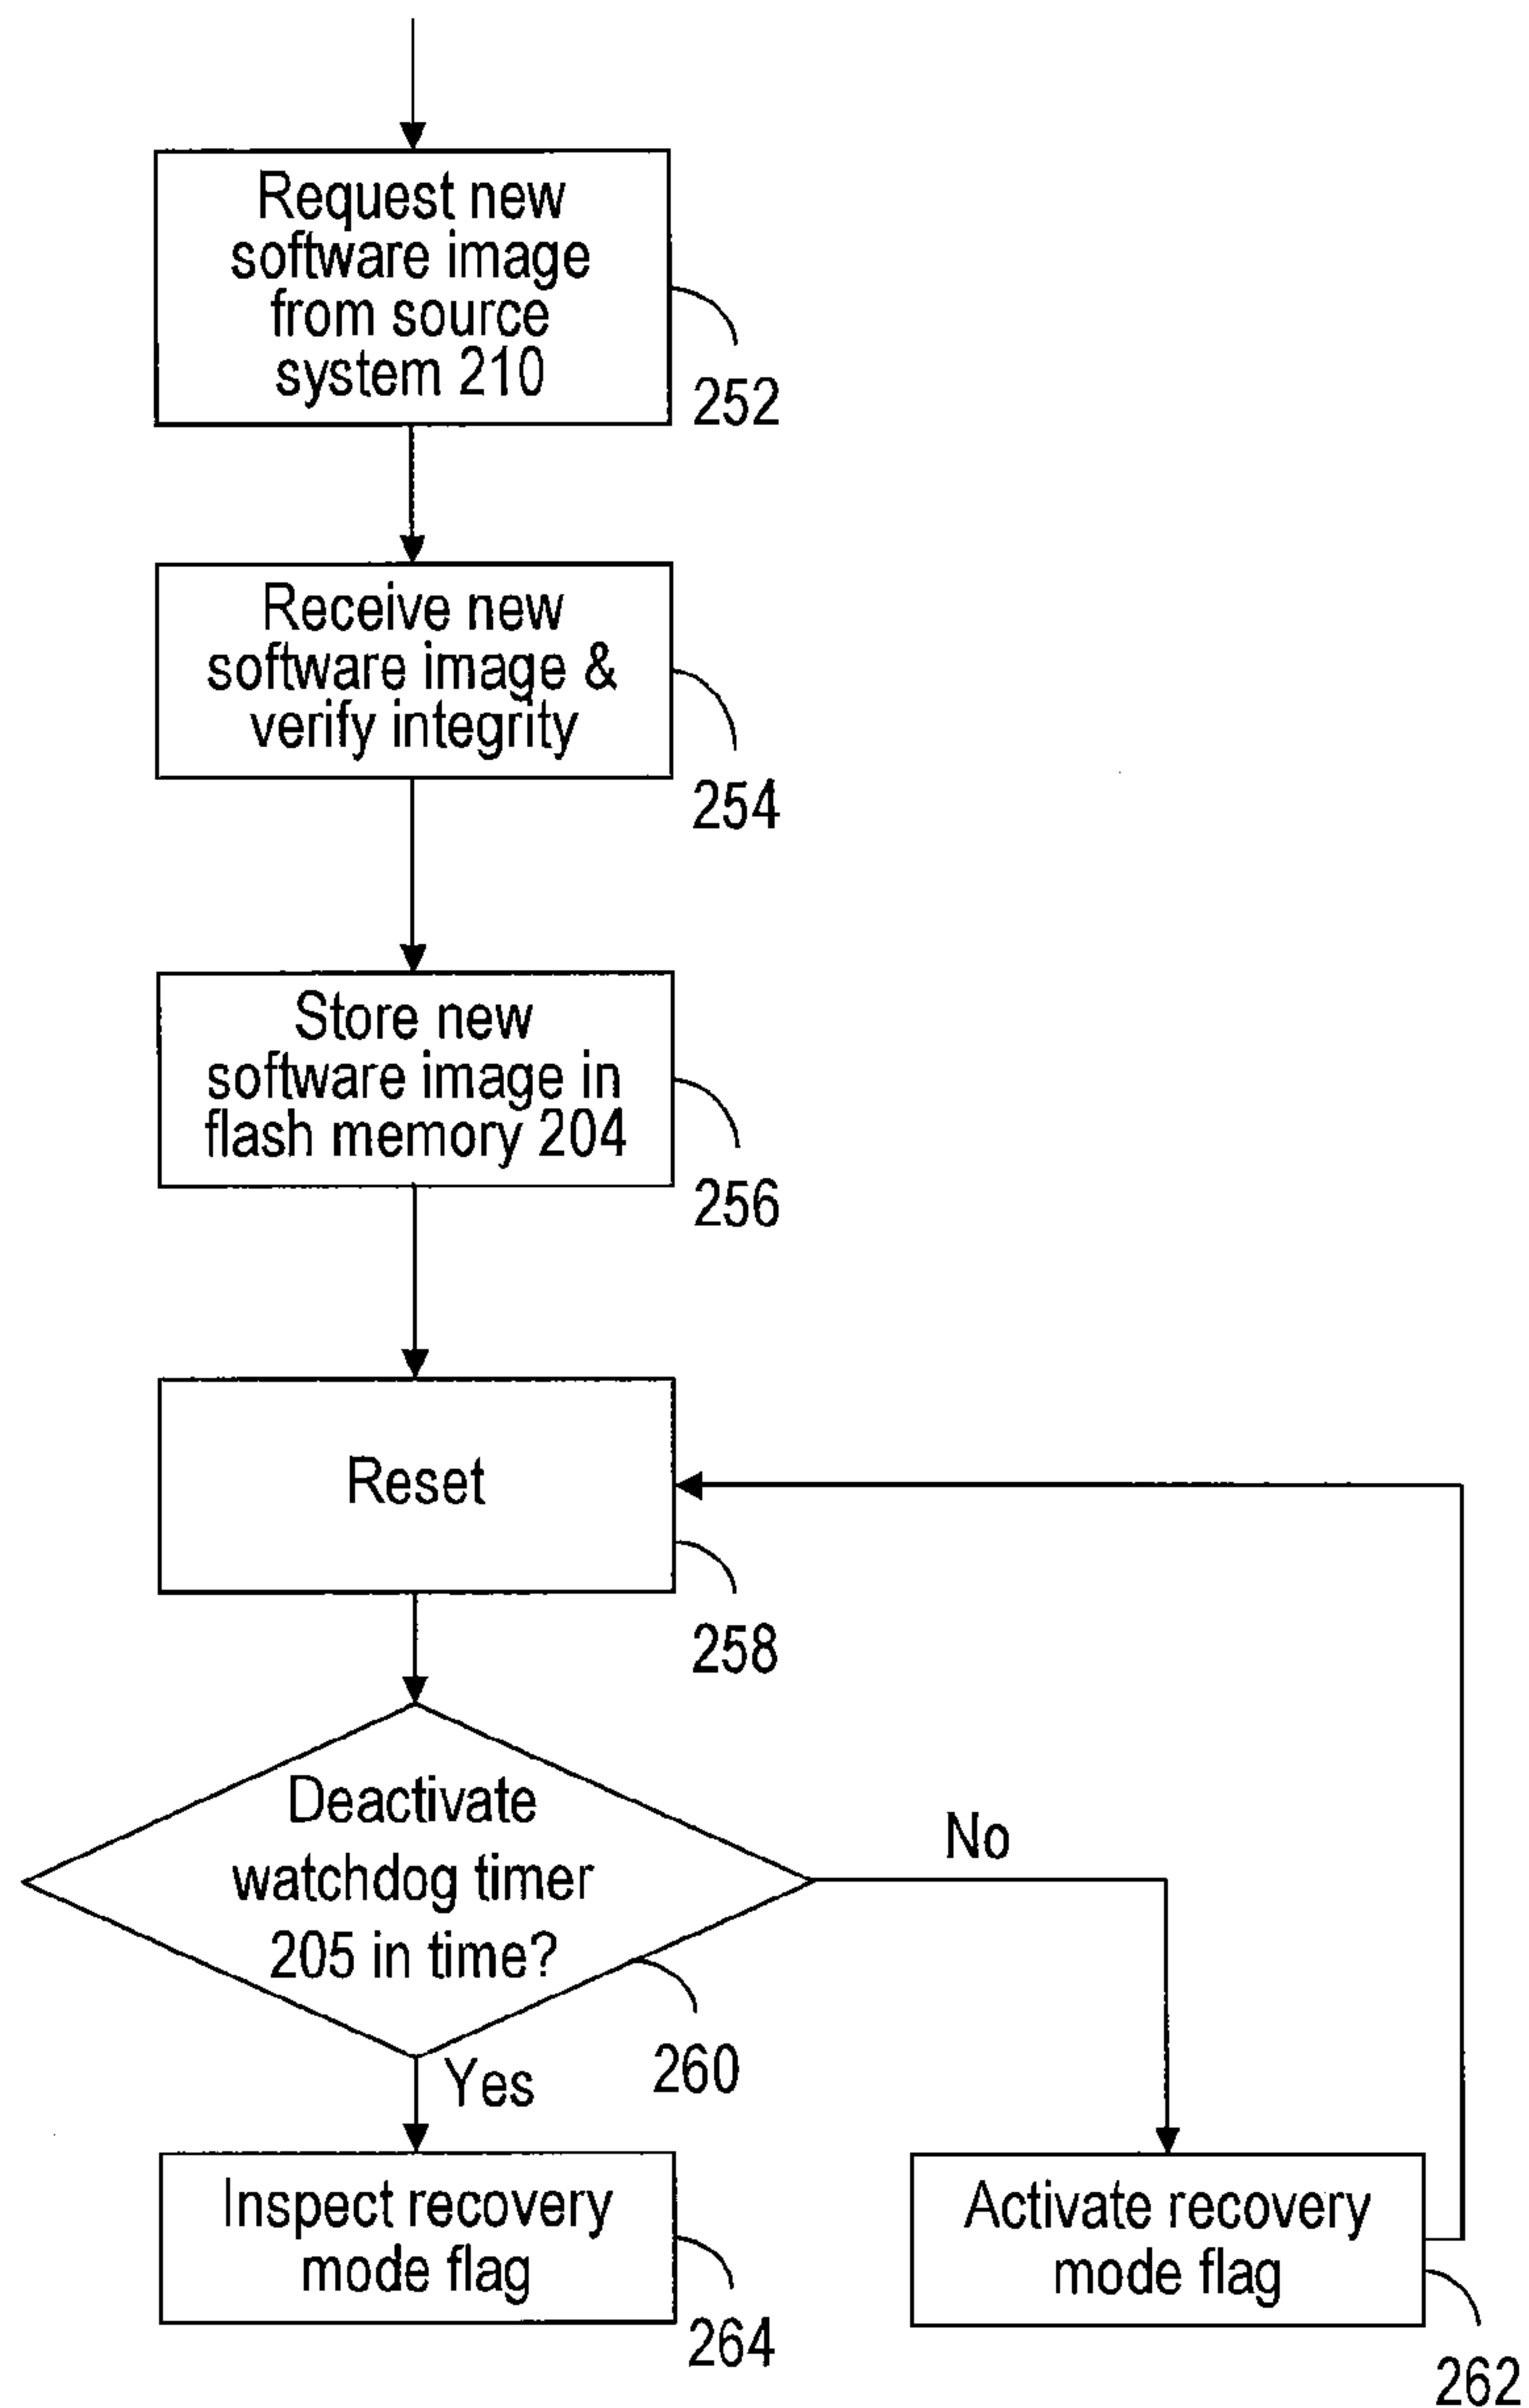 Request new
software image
from source
system 210
252
Receive new
software image &
verify integrity
254
Store new
software image in
flash memory 204
256
Reset
258
Deactivate
watchdog timer
205 in time?
No
260
Yes
Inspect recovery
mode flag
264
Activate recovery
mode flag
262